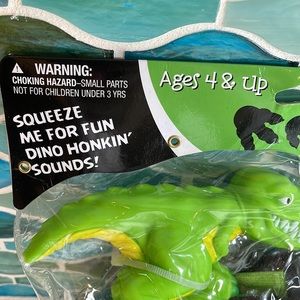 ⚠ WARNING:
CHOKING HAZARD–SMALL PARTS
NOT FOR CHILDREN UNDER 3 YRS
Ages 4 & Up
SQUEEZE
ME FOR FUN
DINO HONKIN'
SOUNDS!